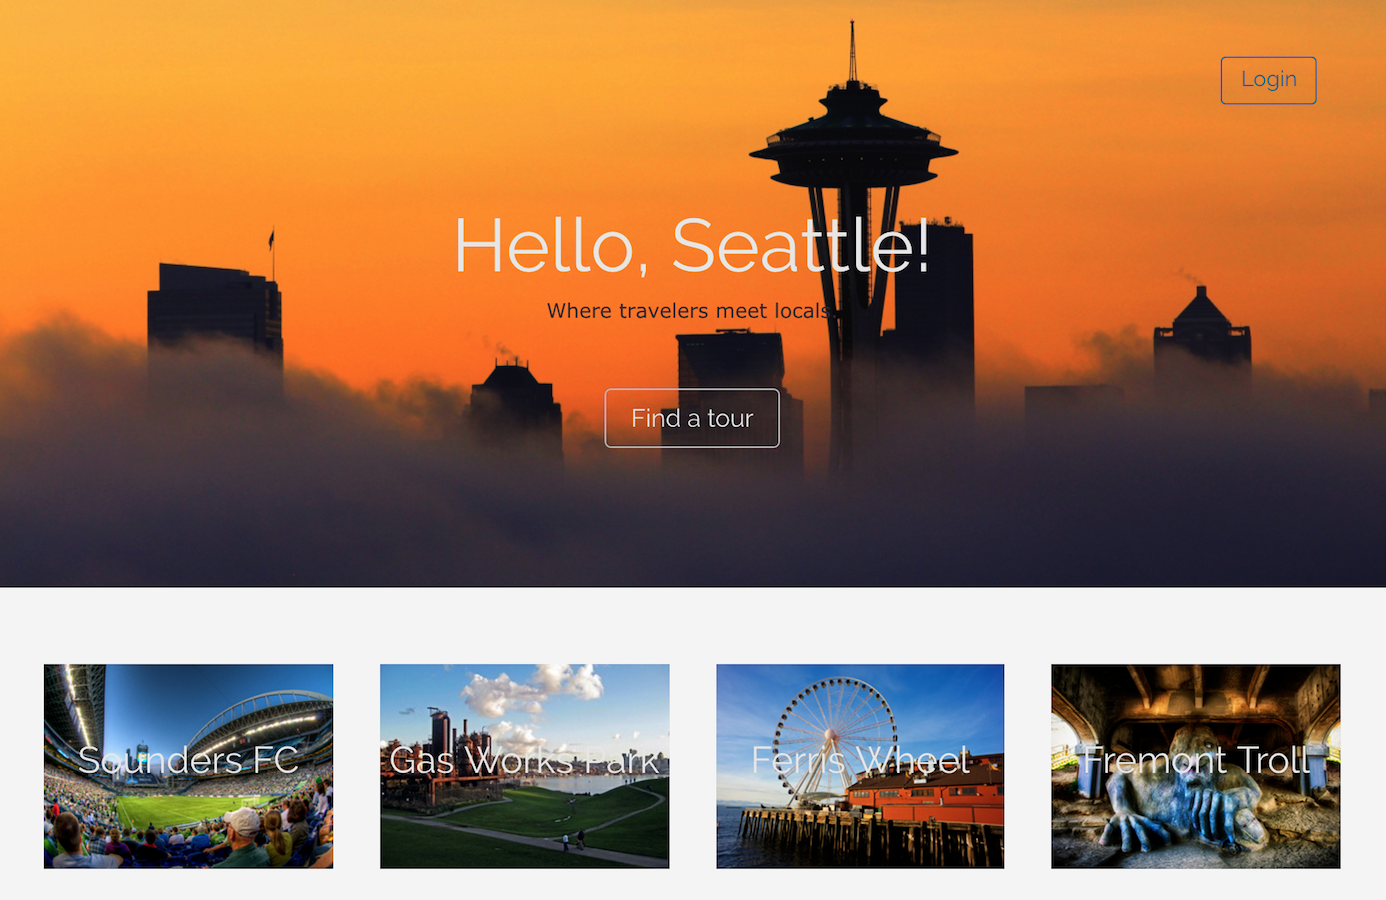 Login
Hello, Seattle!
Where travelers meet locals.
Find a tour
Sounders FC
Gas Works Park
Ferris Wheel
Fremont Troll